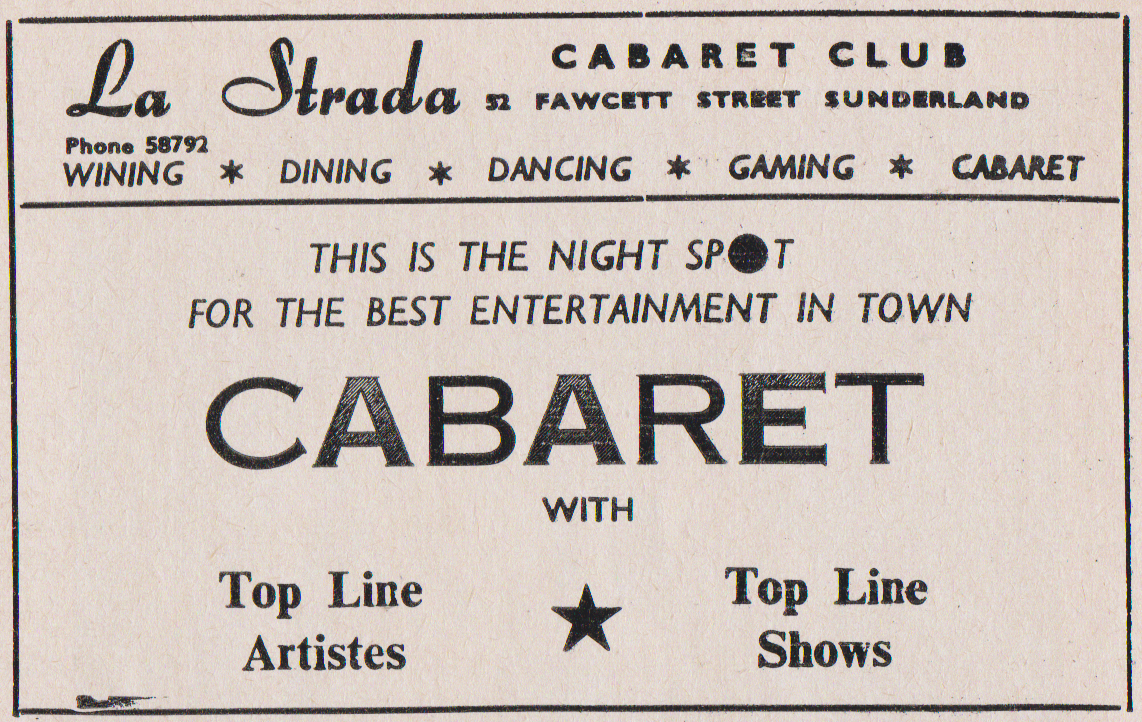 La Strada CABARET CLUB
52 FAWCETT STREET SUNDERLAND
Phone 58792
WINING * DINING * DANCING * GAMING * CABARET
THIS IS THE NIGHT SP●T
FOR THE BEST ENTERTAINMENT IN TOWN
CABARET
WITH
Top Line Artistes ★ Top Line Shows